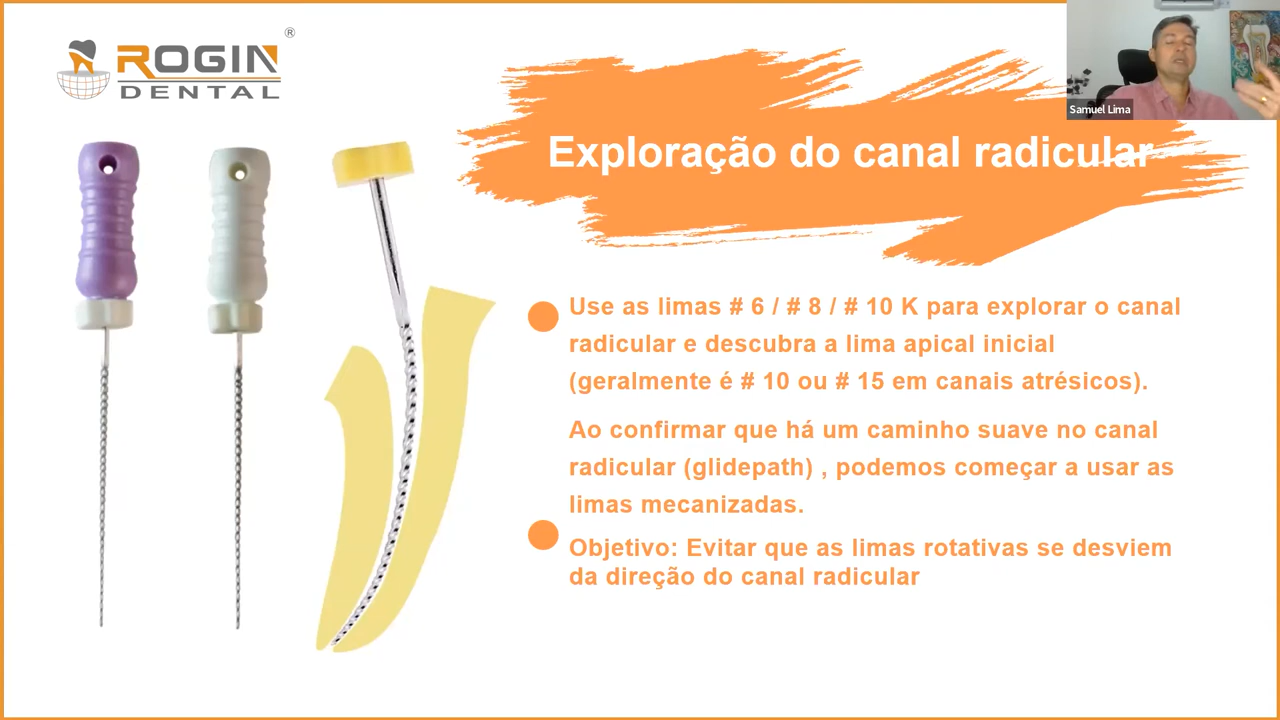 ROGIN®
DENTAL
Samuel Lima
Exploração do canal radicular
Use as limas # 6 / # 8 / # 10 K para explorar o canal
radicular e descubra a lima apical inicial
(geralmente é # 10 ou # 15 em canais atrésicos).
Ao confirmar que há um caminho suave no canal
radicular (glidepath) , podemos começar a usar as
limas mecanizadas.
Objetivo: Evitar que as limas rotativas se desviem
da direção do canal radicular